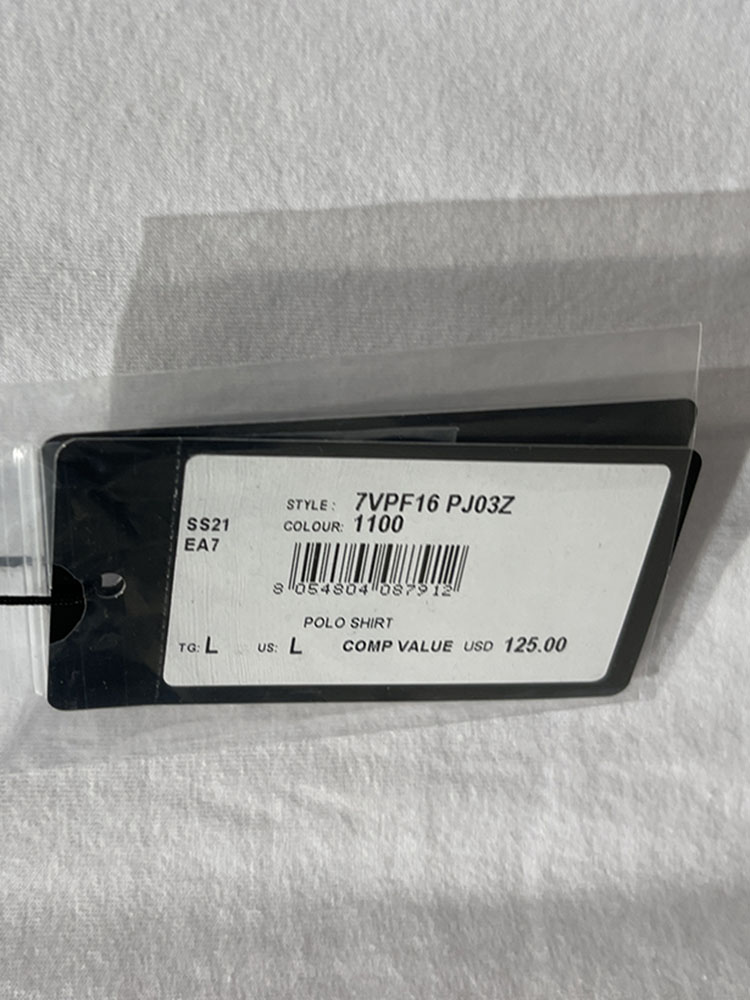 STYLE: 7VPF16 PJ03Z
SS21 COLOUR: 1100
EA7
8 054804 087912
POLO SHIRT
TG: L US: L COMP VALUE USD 125.00